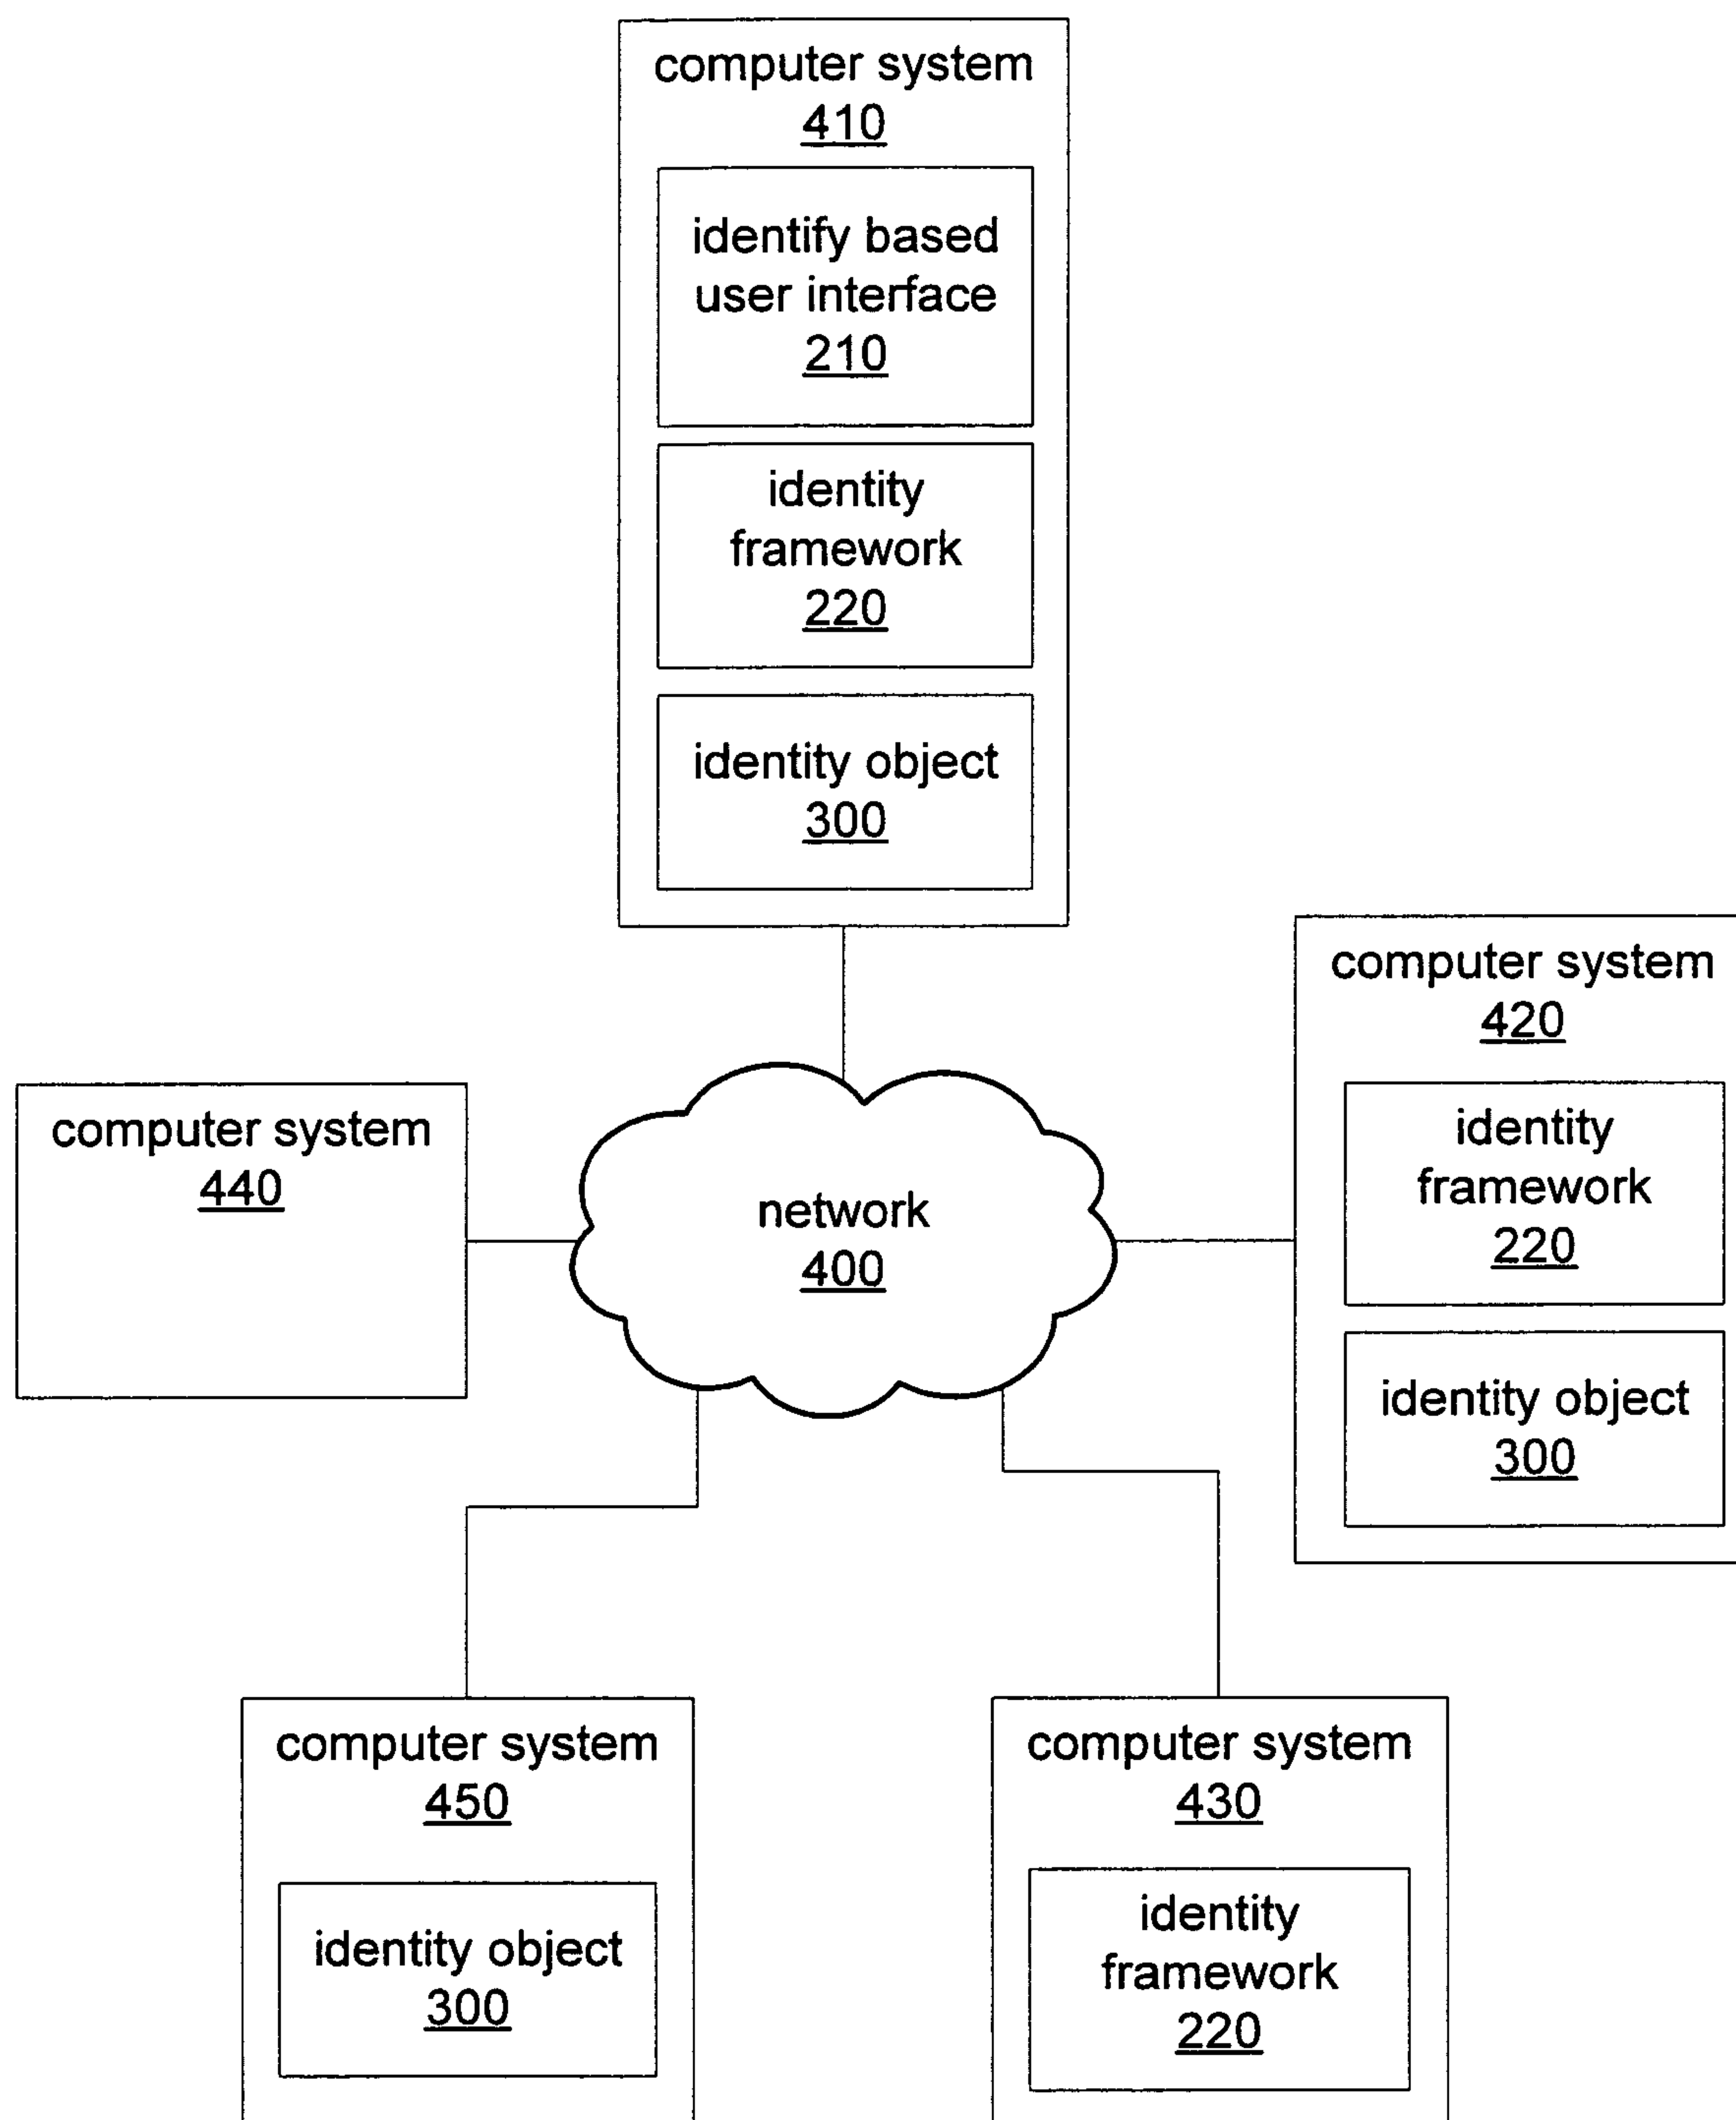 computer system
410
identify based
user interface
210
identity
framework
220
identity object
300
computer system
420
identity
framework
220
identity object
300
computer system
440
network
400
computer system
450
identity object
300
computer system
430
identity
framework
220